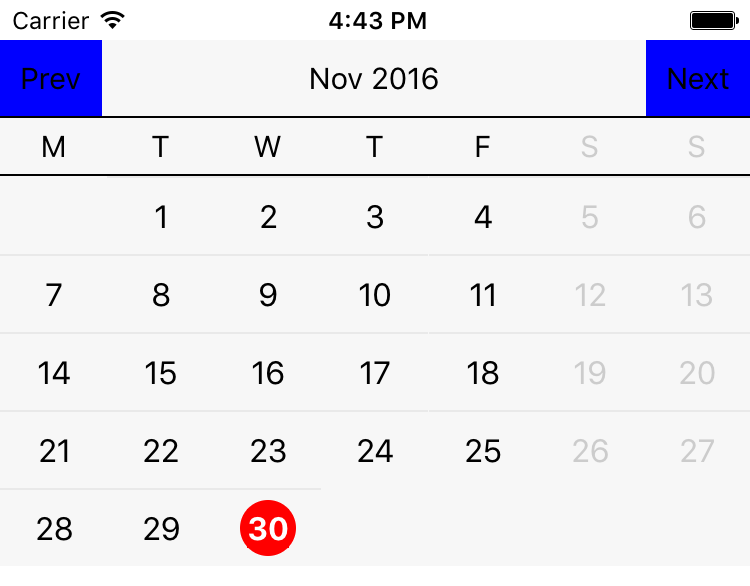 Carrier 4:43 PM
Prev Nov 2016 Next
M T W T F S S
1 2 3 4 5 6
7 8 9 10 11 12 13
14 15 16 17 18 19 20
21 22 23 24 25 26 27
28 29 30